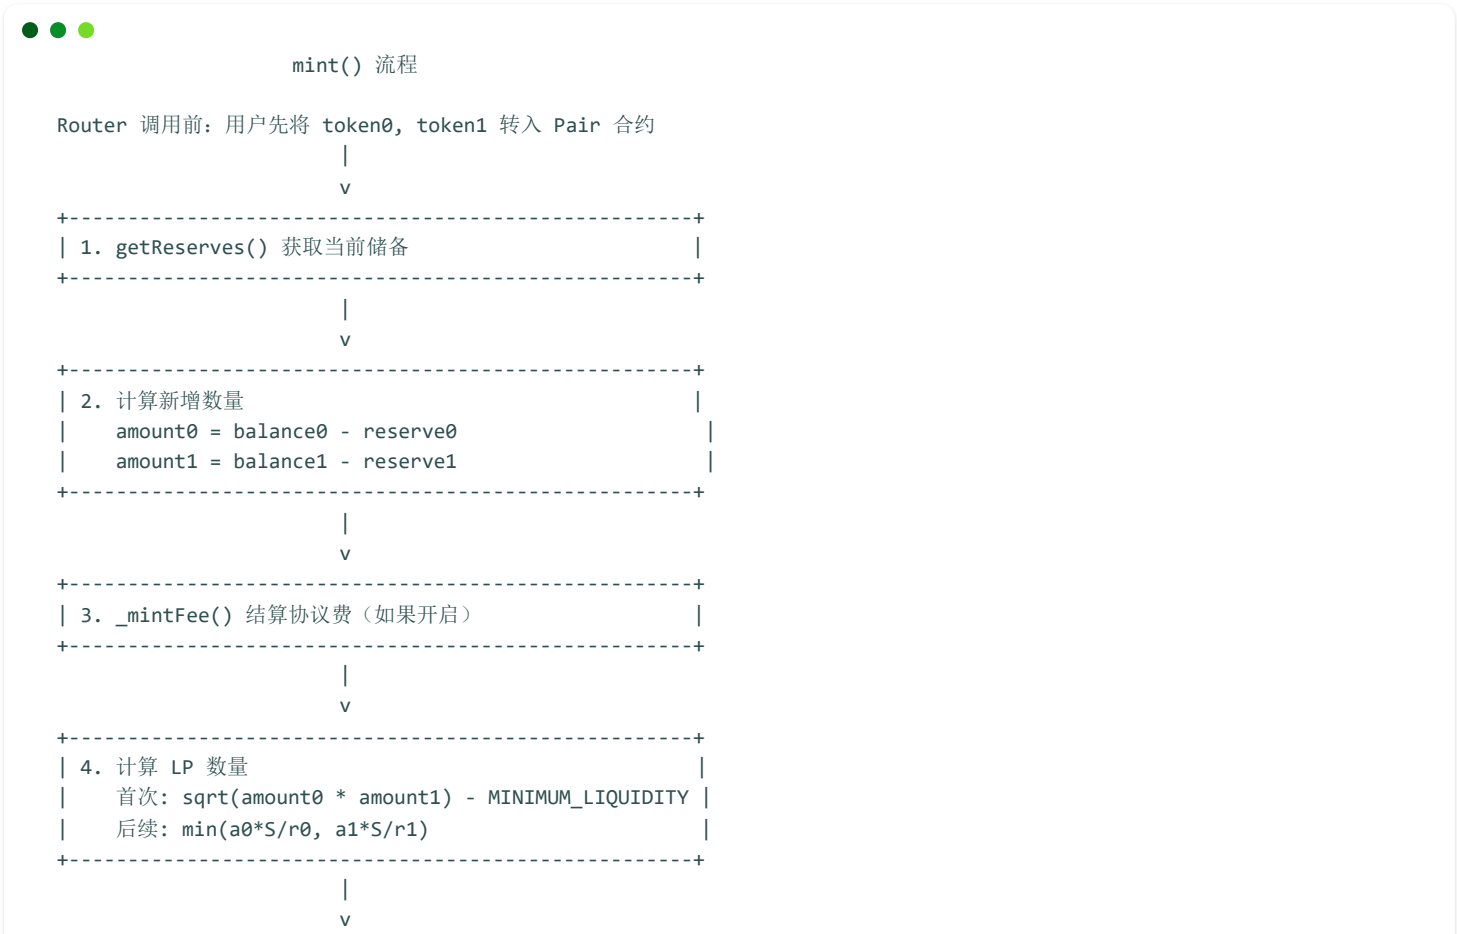 mint() 流程
Router 调用前：用户先将 token0, token1 转入 Pair 合约
|
v
+-----------------------------------------------------+
| 1. getReserves() 获取当前储备 |
+-----------------------------------------------------+
|
v
+-----------------------------------------------------+
| 2. 计算新增数量 |
| amount0 = balance0 - reserve0 |
| amount1 = balance1 - reserve1 |
+-----------------------------------------------------+
|
v
+-----------------------------------------------------+
| 3. _mintFee() 结算协议费（如果开启） |
+-----------------------------------------------------+
|
v
+-----------------------------------------------------+
| 4. 计算 LP 数量 |
| 首次: sqrt(amount0 * amount1) - MINIMUM_LIQUIDITY |
| 后续: min(a0*S/r0, a1*S/r1) |
+-----------------------------------------------------+
|
v